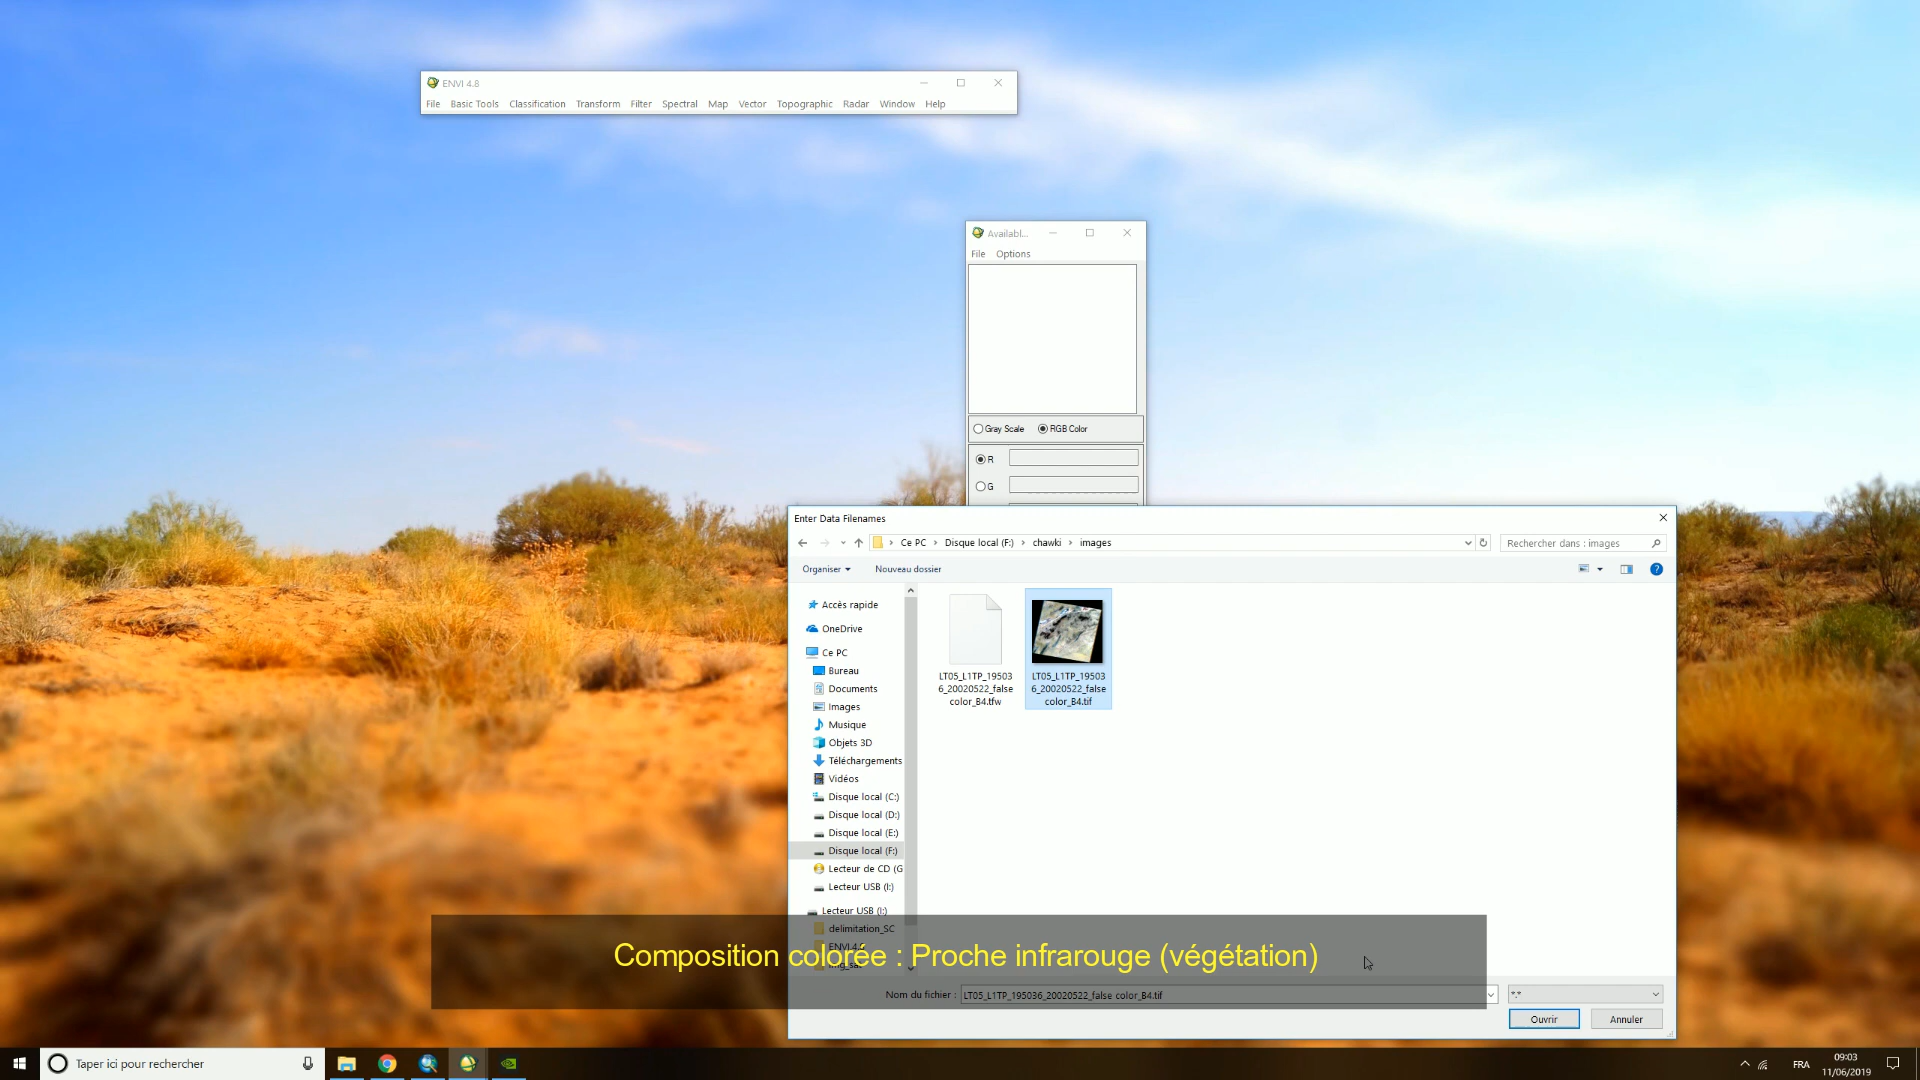 ENVI 4.8
File Basic Tools Classification Transform Filter Spectral Map Vector Topographic Radar Window Help
Availabl...
File Options
Gray Scale RGB Color
R
G
Enter Data Filenames
Ce PC > Disque local (F:) > chawki > images
Rechercher dans : images
Organiser
Nouveau dossier
Accès rapide
OneDrive
Ce PC
Bureau
Documents
Images
Musique
Objets 3D
Téléchargements
Vidéos
Disque local (C:)
Disque local (D:)
Disque local (E:)
Disque local (F:)
Lecteur de CD (G
Lecteur USB (I:)
Lecteur USB (I:)
delimitation_SC
LT05_L1TP_19503
6_20020522_false
color_B4.tfw
LT05_L1TP_19503
6_20020522_false
color_B4.tif
Composition colorée : Proche infrarouge (végétation)
Nom du fichier : LT05_L1TP_195036_20020522_false color_B4.tif
*.*
Ouvrir
Annuler
Taper ici pour rechercher
FRA
09:03
11/06/2019